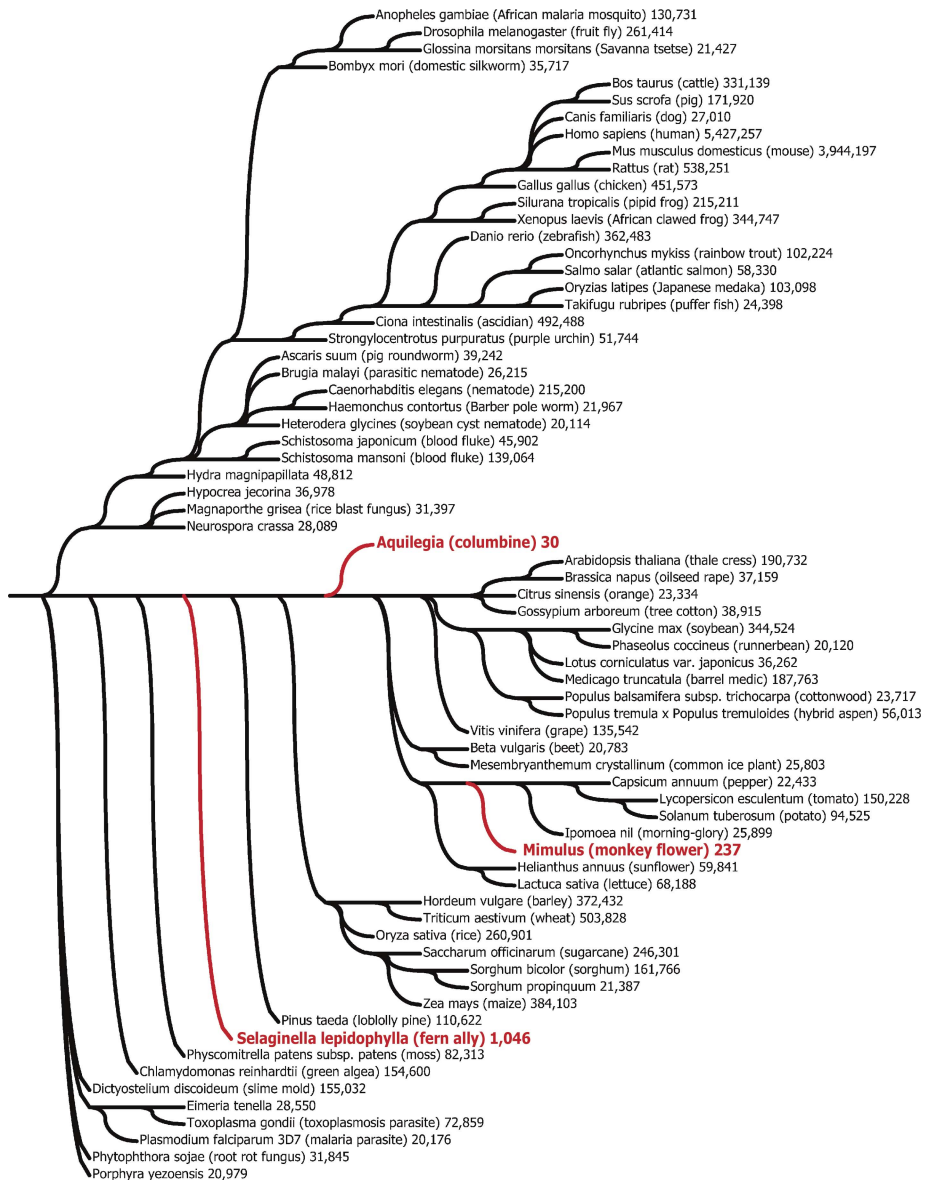 Anopheles gambiae (African malaria mosquito) 130,731
Drosophila melanogaster (fruit fly) 261,414
Glossina morsitans morsitans (Savanna tsetse) 21,427
Bombyx mori (domestic silkworm) 35,717
Bos taurus (cattle) 331,139
Sus scrofa (pig) 171,920
Canis familiaris (dog) 27,010
Homo sapiens (human) 5,427,257
Mus musculus domesticus (mouse) 3,944,197
Rattus (rat) 538,251
Gallus gallus (chicken) 451,573
Silurana tropicalis (pipid frog) 215,211
Xenopus laevis (African clawed frog) 344,747
Danio rerio (zebrafish) 362,483
Oncorhynchus mykiss (rainbow trout) 102,224
Salmo salar (atlantic salmon) 58,330
Oryzias latipes (Japanese medaka) 103,098
Takifugu rubripes (puffer fish) 24,398
Ciona intestinalis (ascidian) 492,488
Strongylocentrotus purpuratus (purple urchin) 51,744
Ascaris suum (pig roundworm) 39,242
Brugia malayi (parasitic nematode) 26,215
Caenorhabditis elegans (nematode) 215,200
Haemonchus contortus (Barber pole worm) 21,967
Heterodera glycines (soybean cyst nematode) 20,114
Schistosoma japonicum (blood fluke) 45,902
Schistosoma mansoni (blood fluke) 139,064
Hydra magnipapillata 48,812
Hypocrea jecorina 36,978
Magnaporthe grisea (rice blast fungus) 31,397
Neurospora crassa 28,089
Aquilegia (columbine) 30
Arabidopsis thaliana (thale cress) 190,732
Brassica napus (oilseed rape) 37,159
Citrus sinensis (orange) 23,334
Gossypium arboreum (tree cotton) 38,915
Glycine max (soybean) 344,524
Phaseolus coccineus (runnerbean) 20,120
Lotus corniculatus var. japonicus 36,262
Medicago truncatula (barrel medic) 187,763
Populus balsamifera subsp. trichocarpa (cottonwood) 23,717
Populus tremula x Populus tremuloides (hybrid aspen) 56,013
Vitis vinifera (grape) 135,542
Beta vulgaris (beet) 20,783
Mesembryanthemum crystallinum (common ice plant) 25,803
Capsicum annuum (pepper) 22,433
Lycopersicon esculentum (tomato) 150,228
Solanum tuberosum (potato) 94,525
Ipomoea nil (morning-glory) 25,899
Mimulus (monkey flower) 237
Helianthus annuus (sunflower) 59,841
Lactuca sativa (lettuce) 68,188
Hordeum vulgare (barley) 372,432
Triticum aestivum (wheat) 503,828
Oryza sativa (rice) 260,901
Saccharum officinarum (sugarcane) 246,301
Sorghum bicolor (sorghum) 161,766
Sorghum propinquum 21,387
Zea mays (maize) 384,103
Pinus taeda (loblolly pine) 110,622
Selaginella lepidophylla (fern ally) 1,046
Physcomitrella patens subsp. patens (moss) 82,313
Chlamydomonas reinhardtii (green algea) 154,600
Dictyostelium discoideum (slime mold) 155,032
Eimeria tenella 28,550
Toxoplasma gondii (toxoplasmosis parasite) 72,859
Plasmodium falciparum 3D7 (malaria parasite) 20,176
Phytophthora sojae (root rot fungus) 31,845
Porphyra yezoensis 20,979